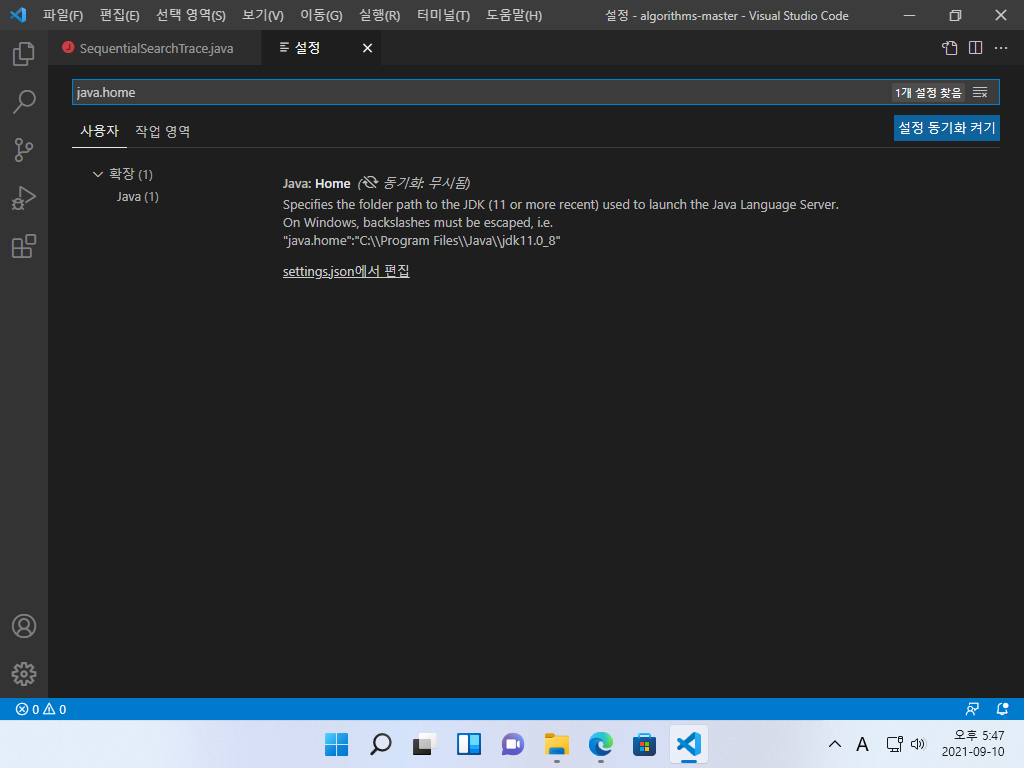 파일(F) 편집(E) 선택 영역(S) 보기(V) 이동(G) 실행(R) 터미널(T) 도움말(H) 설정 - algorithms-master - Visual Studio Code
SequentialSearchTrace.java 설정
java.home 1개 설정 찾음
사용자 작업 영역 설정 동기화 켜기
확장 (1)
Java (1)
Java: Home (동기화: 무시됨)
Specifies the folder path to the JDK (11 or more recent) used to launch the Java Language Server.
On Windows, backslashes must be escaped, i.e.
"java.home":"C:\\Program Files\\Java\\jdk11.0_8"
settings.json에서 편집
0 0
A 오후 5:47
2021-09-10